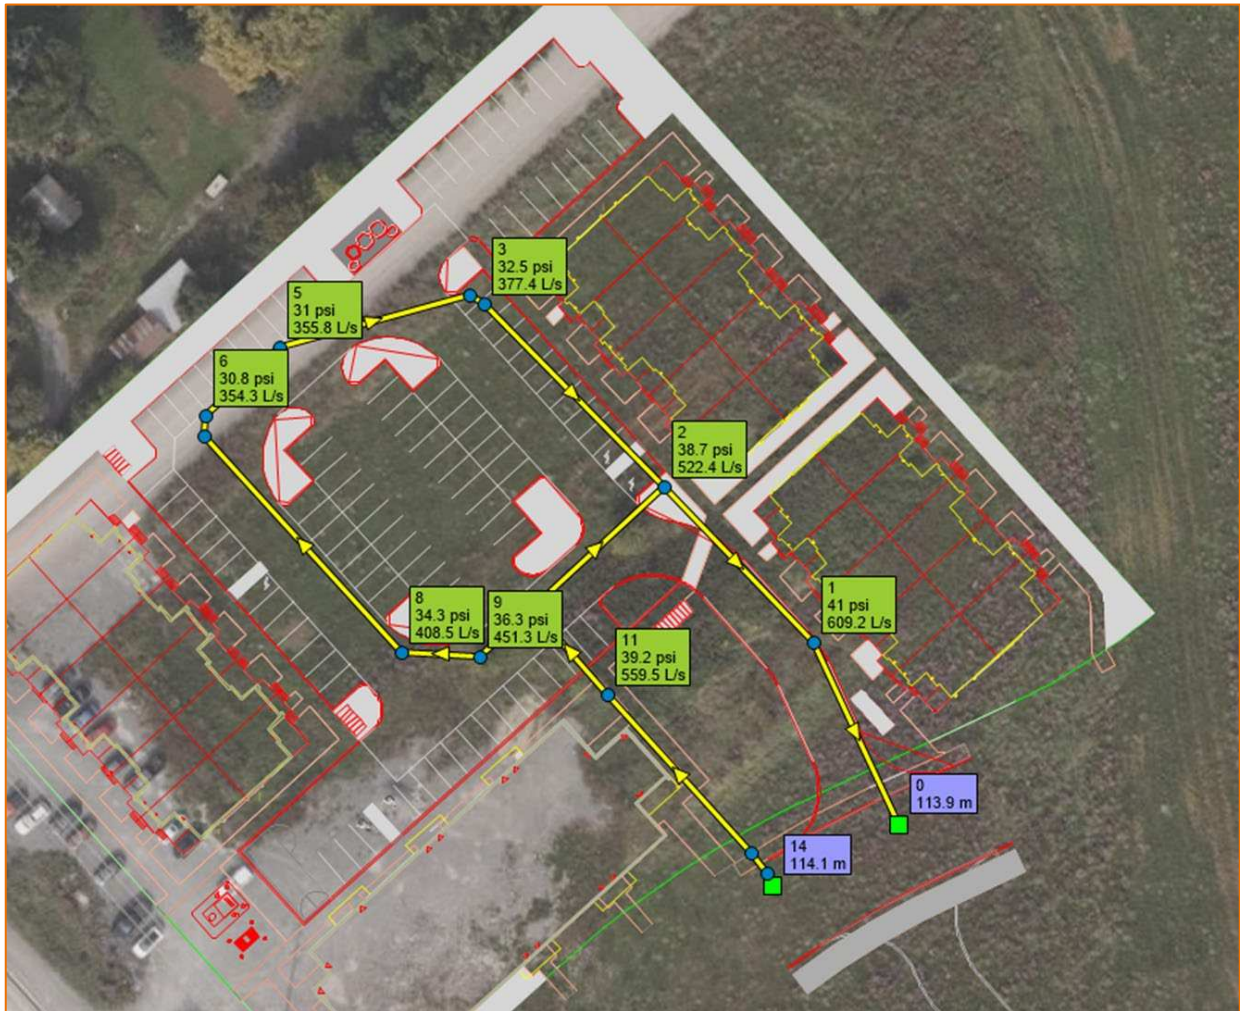 3
32.5 psi
377.4 L/s
5
31 psi
355.8 L/s
6
30.8 psi
354.3 L/s
2
38.7 psi
522.4 L/s
8
34.3 psi
408.5 L/s
9
36.3 psi
451.3 L/s
1
41 psi
609.2 L/s
11
39.2 psi
559.5 L/s
0
113.9 m
14
114.1 m